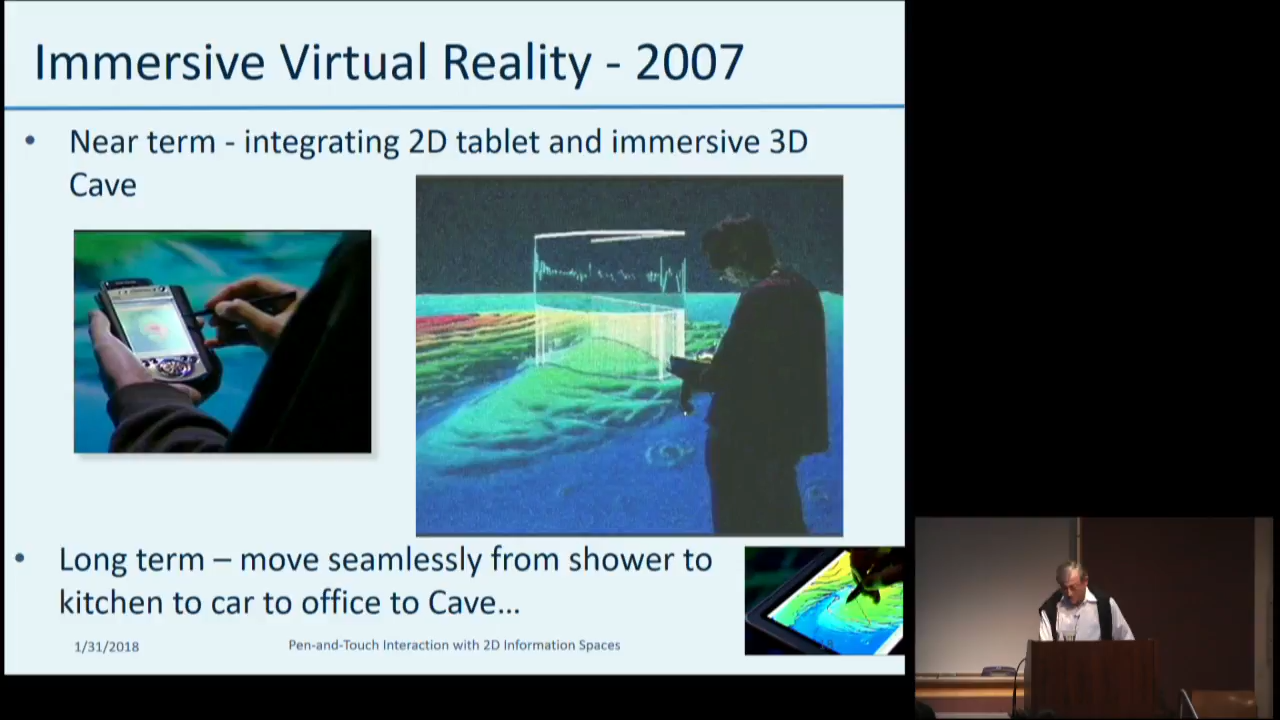 Immersive Virtual Reality - 2007
• Near term - integrating 2D tablet and immersive 3D
Cave
• Long term – move seamlessly from shower to
kitchen to car to office to Cave…
1/31/2018
Pen-and-Touch Interaction with 2D Information Spaces